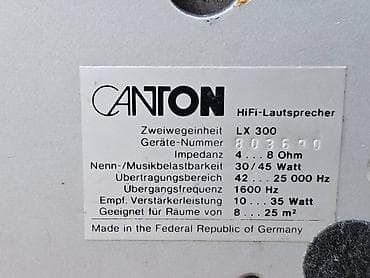 CANTON HiFi-Lautsprecher
Zweiwegeinheit LX 300
Geräte-Nummer 803690
Impedanz 4 ... 8 Ohm
Nenn-/Musikbelastbarkeit 30/45 Watt
Übertragungsbereich 42 ... 25 000 Hz
Übergangsfrequenz 1600 Hz
Empf. Verstärkerleistung 10 ... 35 Watt
Geeignet für Räume von 8 ... 25 m²
Made in the Federal Republic of Germany